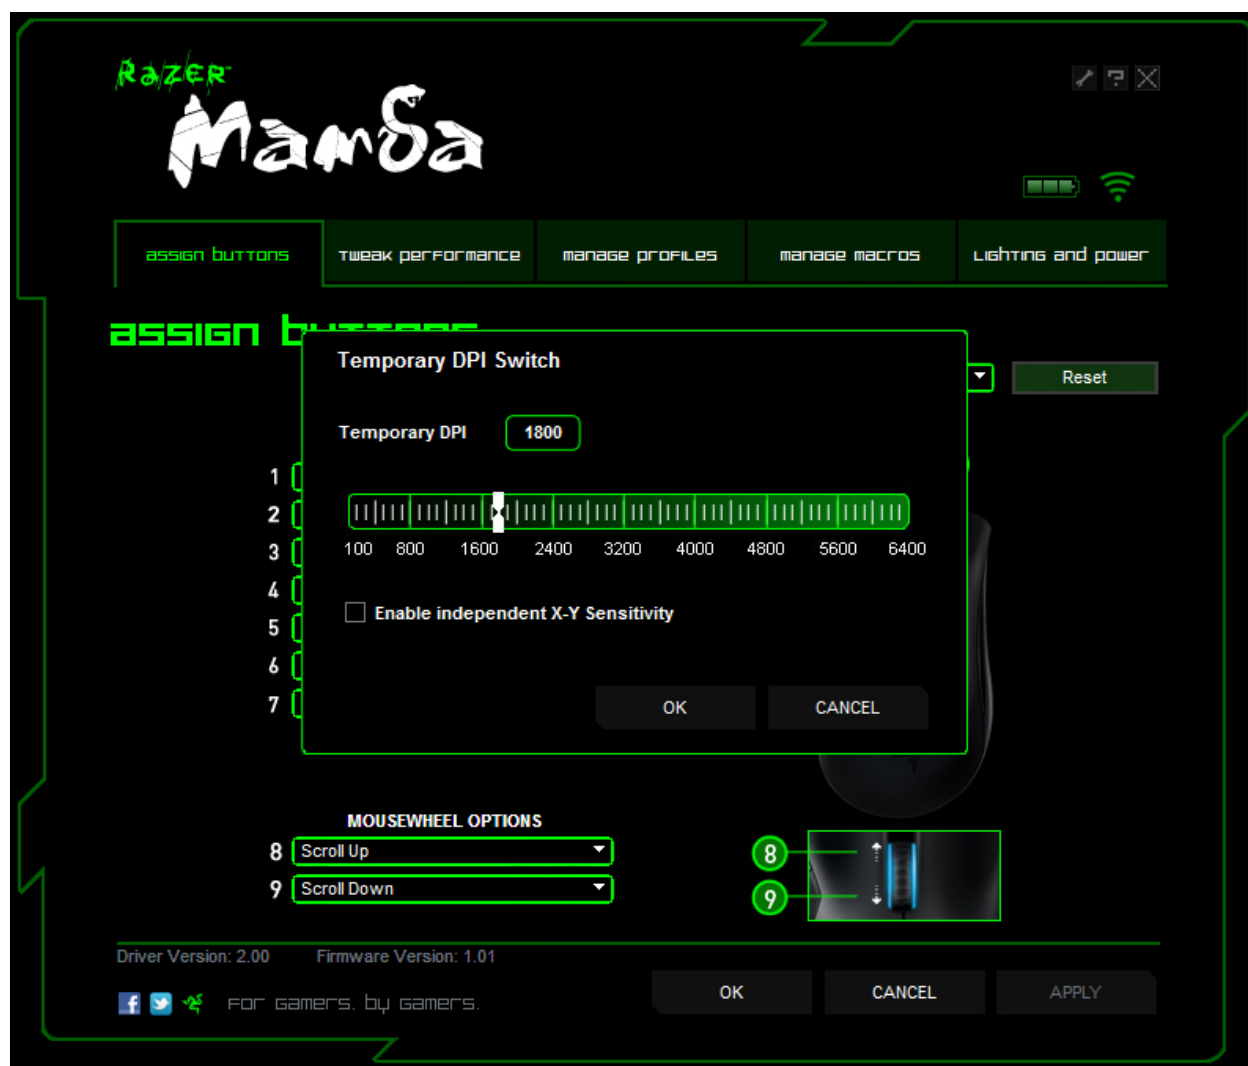 RAZER
Mamba
assign buttons
tweak performance
manage profiles
manage macros
Lighting and power
assign buttons
Temporary DPI Switch
Reset
Temporary DPI 1800
1
2
3
4
5
6
7
100 800 1600 2400 3200 4000 4800 5600 6400
Enable independent X-Y Sensitivity
OK CANCEL
MOUSEWHEEL OPTIONS
8 Scroll Up
9 Scroll Down
8
9
Driver Version: 2.00 Firmware Version: 1.01
For gamers. by gamers.
OK CANCEL APPLY